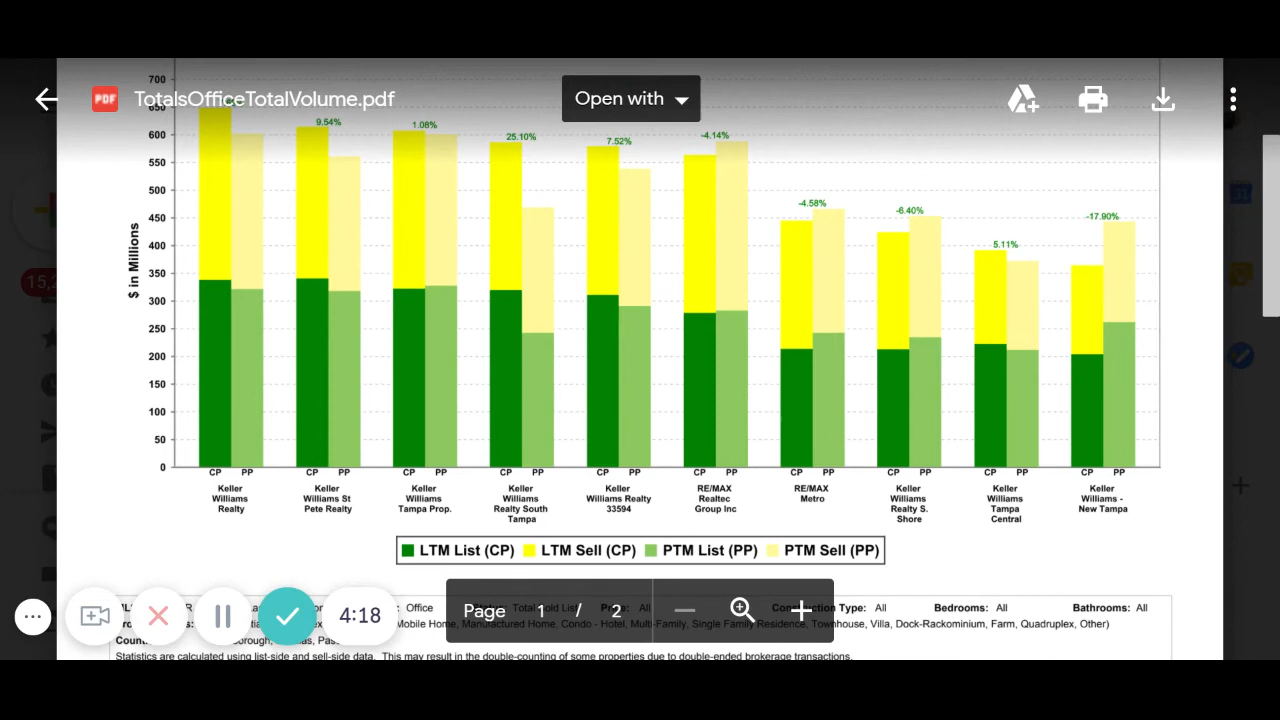 TotalsOfficeTotalVolume.pdf
Open with
700
650
600
550
500
450
400
350
300
250
200
150
100
50
0
$ in Millions
9.54%
1.08%
25.10%
7.52%
-4.14%
-4.58%
-6.40%
5.11%
-17.90%
CP PP CP PP CP PP CP PP CP PP CP PP CP PP CP PP CP PP CP PP
Keller Williams Realty
Keller Williams St Pete Realty
Keller Williams Tampa Prop.
Keller Williams Realty South Tampa
Keller Williams Realty 33594
RE/MAX Realtec Group Inc
RE/MAX Metro
Keller Williams Realty S. Shore
Keller Williams Tampa Central
Keller Williams - New Tampa
LTM List (CP) LTM Sell (CP) PTM List (PP) PTM Sell (PP)
Office Construction Type: All Bedrooms: All Bathrooms: All
Mobile Home, Manufactured Home, Condo - Hotel, Multi-Family, Single Family Residence, Townhouse, Villa, Dock-Rackominium, Farm, Quadruplex, Other)
Statistics are calculated using list-side and sell-side data. This may result in the double-counting of some properties due to double-ended brokerage transactions.
Page 1 / 2
4:18
15,2
31
PDF